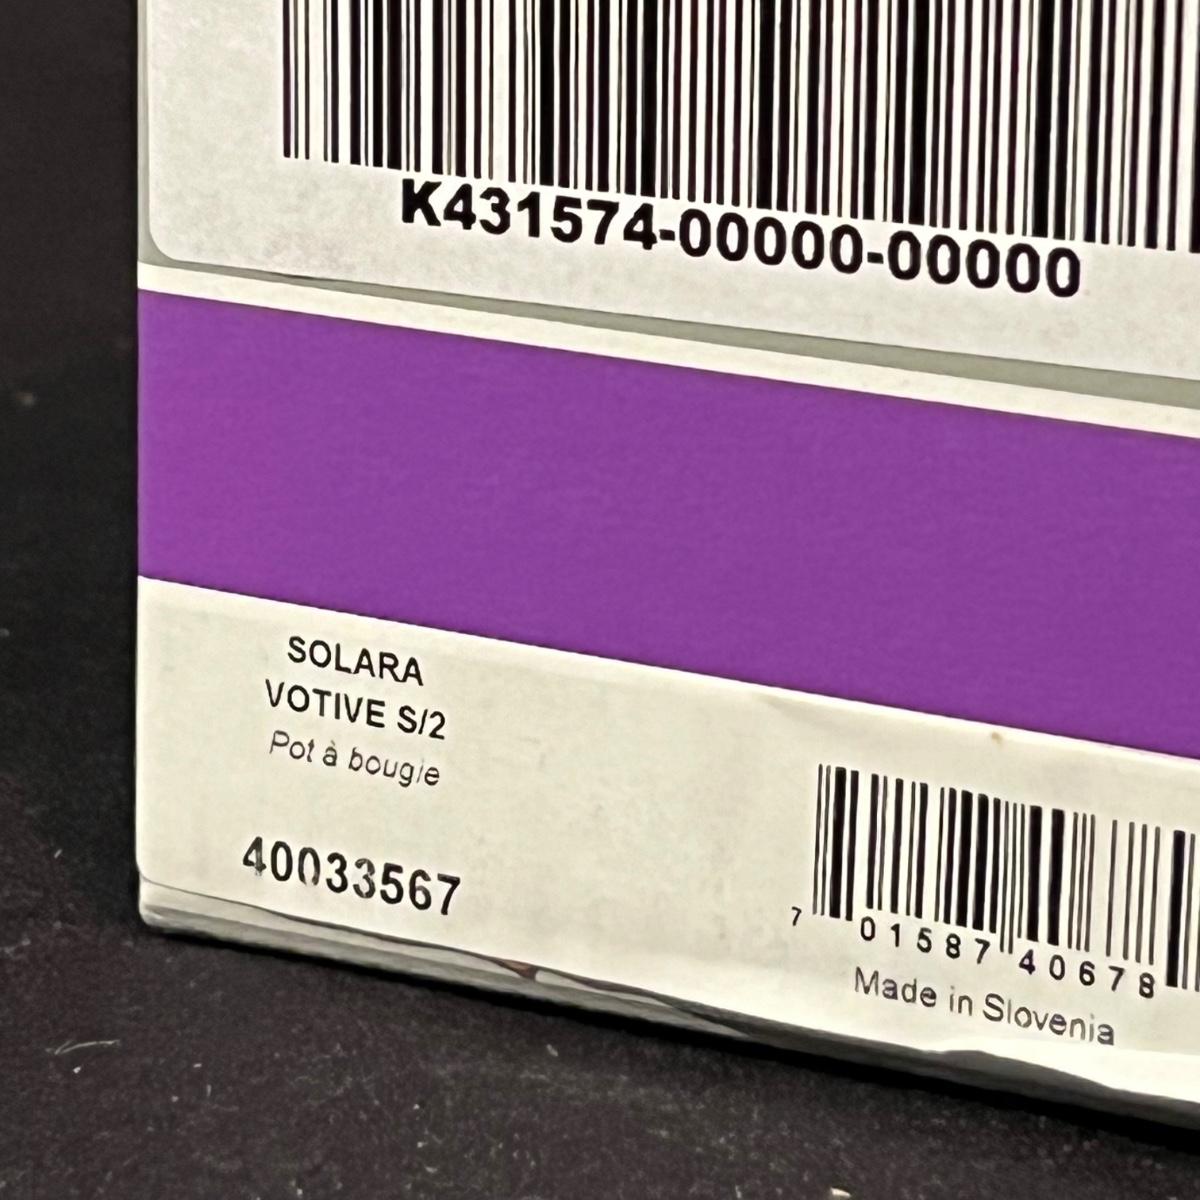 K431574-00000-00000
SOLARA
VOTIVE S/2
Pot à bougie
40033567
7 01587 40678
Made in Slovenia